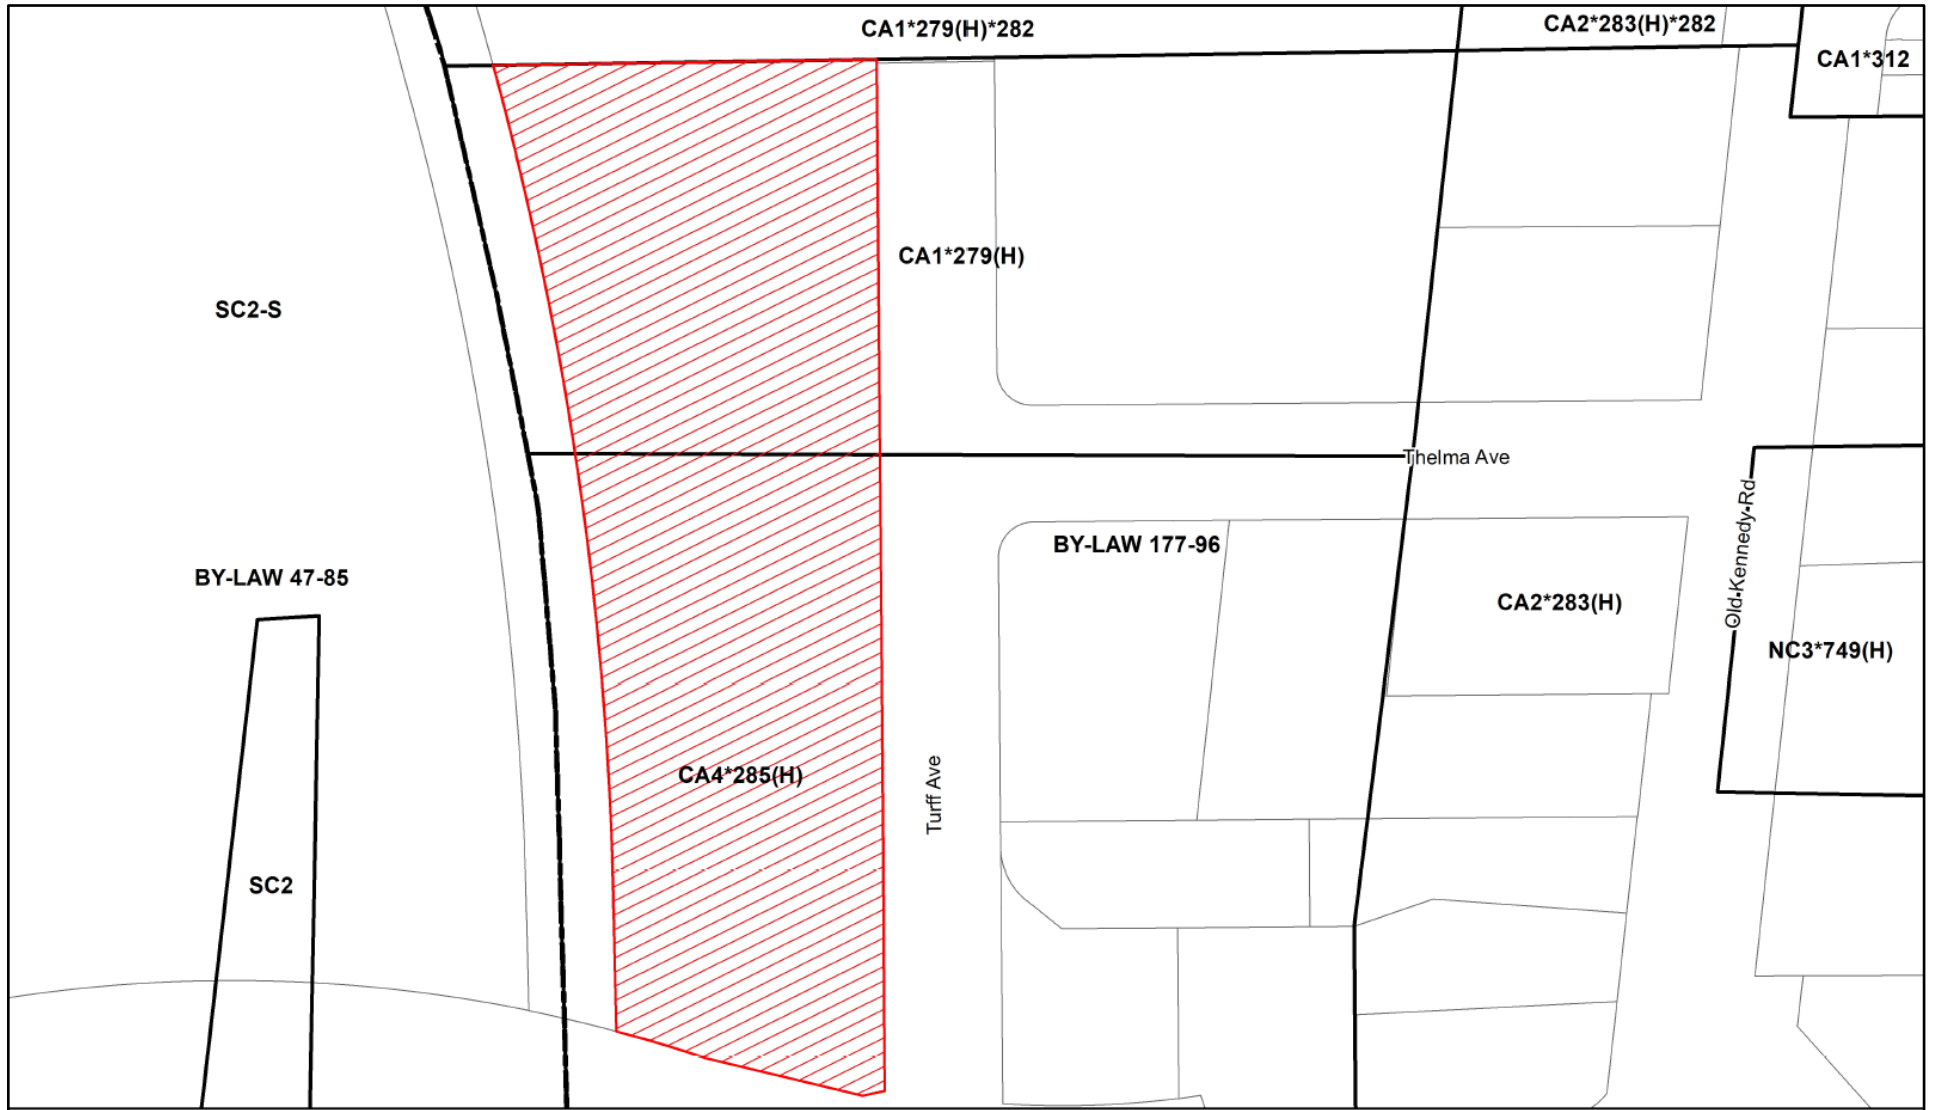 CA1*279(H)*282
CA2*283(H)*282
CA1*312
CA1*279(H)
SC2-S
Thelma Ave
BY-LAW 177-96
Old Kennedy Rd
BY-LAW 47-85
CA2*283(H)
NC3*749(H)
CA4*285(H)
Turff Ave
SC2